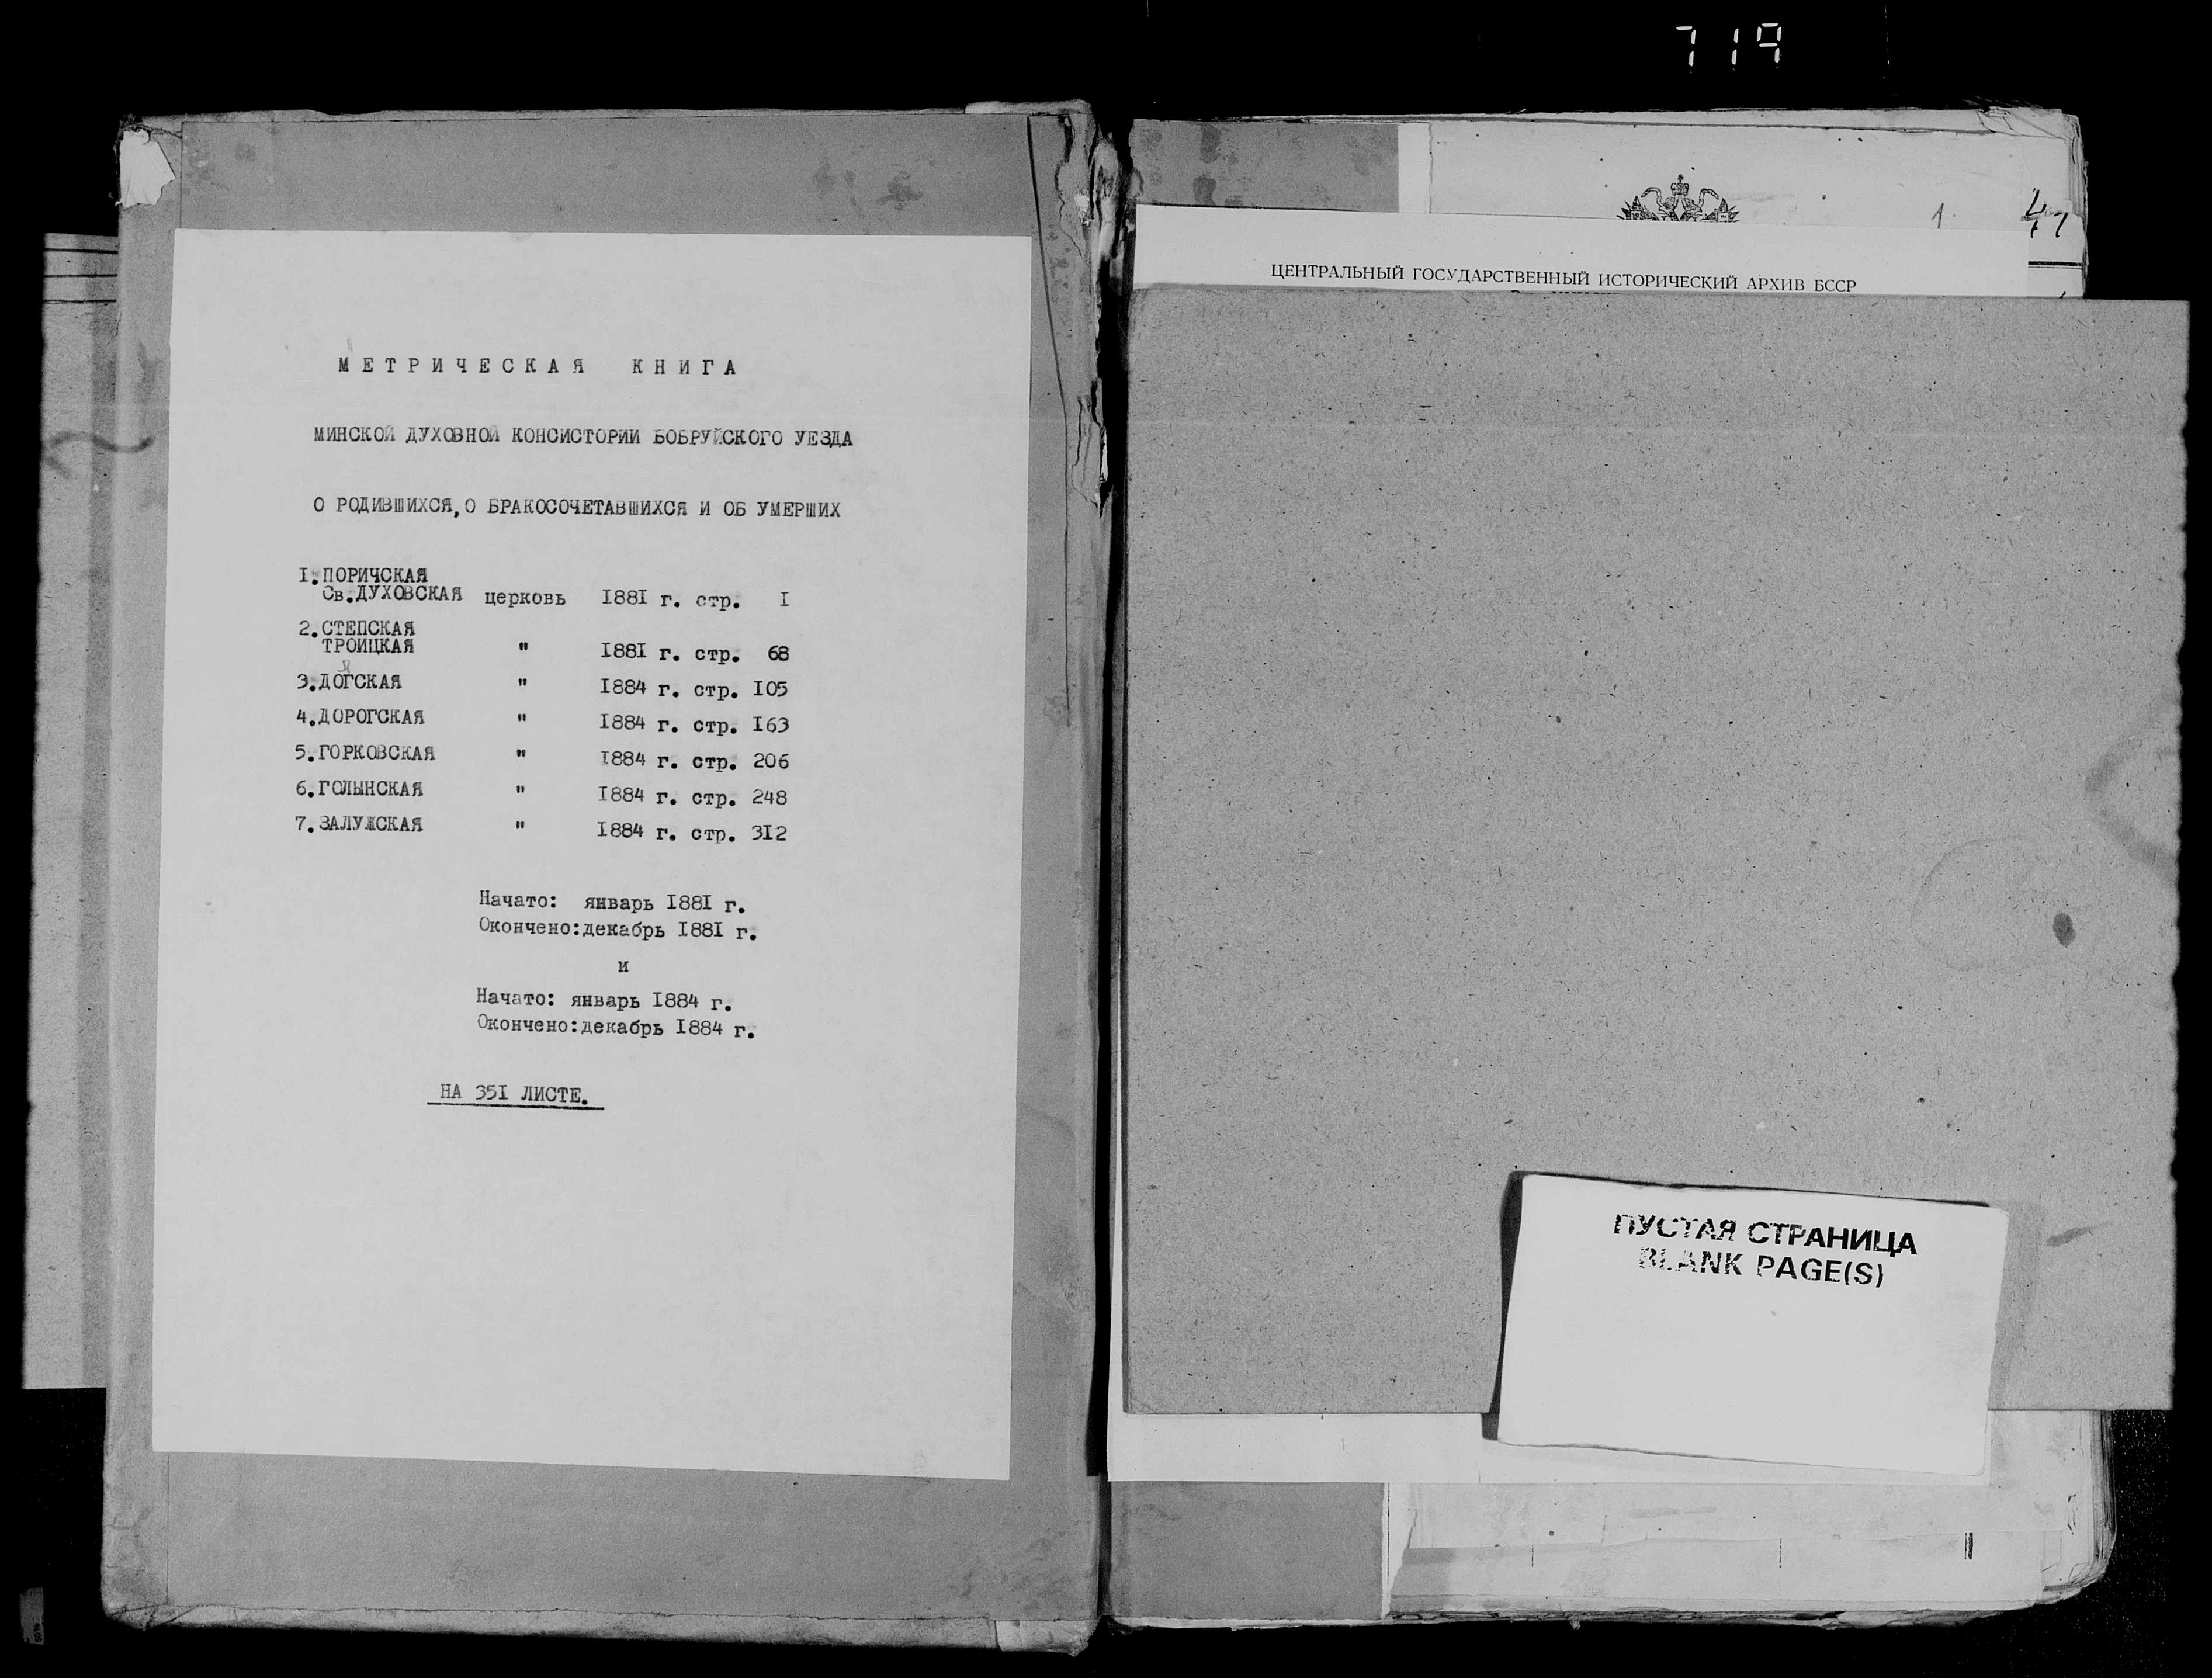 719
МЕТРИЧЕСКАЯ КНИГА
МИНСКОЙ ДУХОВНОЙ КОНСИСТОРИИ БОБРУЙСКОГО УЕЗДА
О РОДИВШИХСЯ, О БРАКОСОЧЕТАВШИХСЯ И ОБ УМЕРШИХ
1. ПОРИЧСКАЯ
Св. ДУХОВСКАЯ церковь 1881 г. стр. 1
2. СТЕПСКАЯ
ТРОИЦКАЯ " 1881 г. стр. 68
3. ДОГСКАЯ " 1884 г. стр. 105
4. ДОРОГСКАЯ " 1884 г. стр. 163
5. ГОРКОВСКАЯ " 1884 г. стр. 206
6. ГОЛЫНСКАЯ " 1884 г. стр. 248
7. ЗАЛУЖСКАЯ " 1884 г. стр. 312
Начато: январь 1881 г.
Окончено: декабрь 1881 г.
и
Начато: январь 1884 г.
Окончено: декабрь 1884 г.
НА 351 ЛИСТЕ.
1
ЦЕНТРАЛЬНЫЙ ГОСУДАРСТВЕННЫЙ ИСТОРИЧЕСКИЙ АРХИВ БССР
ПУСТАЯ СТРАНИЦА
BLANK PAGE(S)